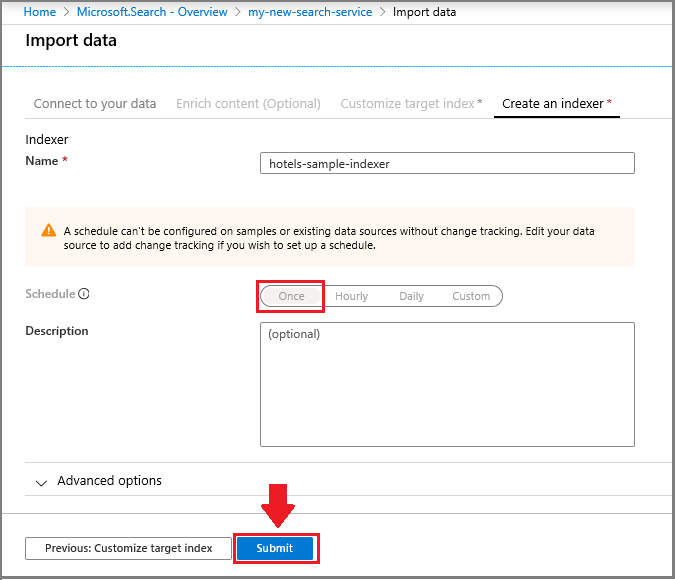 Home > Microsoft.Search - Overview > my-new-search-service > Import data
Import data
Connect to your data Enrich content (Optional) Customize target index * Create an indexer *
Indexer
Name *
hotels-sample-indexer
A schedule can't be configured on samples or existing data sources without change tracking. Edit your data
source to add change tracking if you wish to set up a schedule.
Schedule
Once Hourly Daily Custom
Description
(optional)
Advanced options
Previous: Customize target index Submit